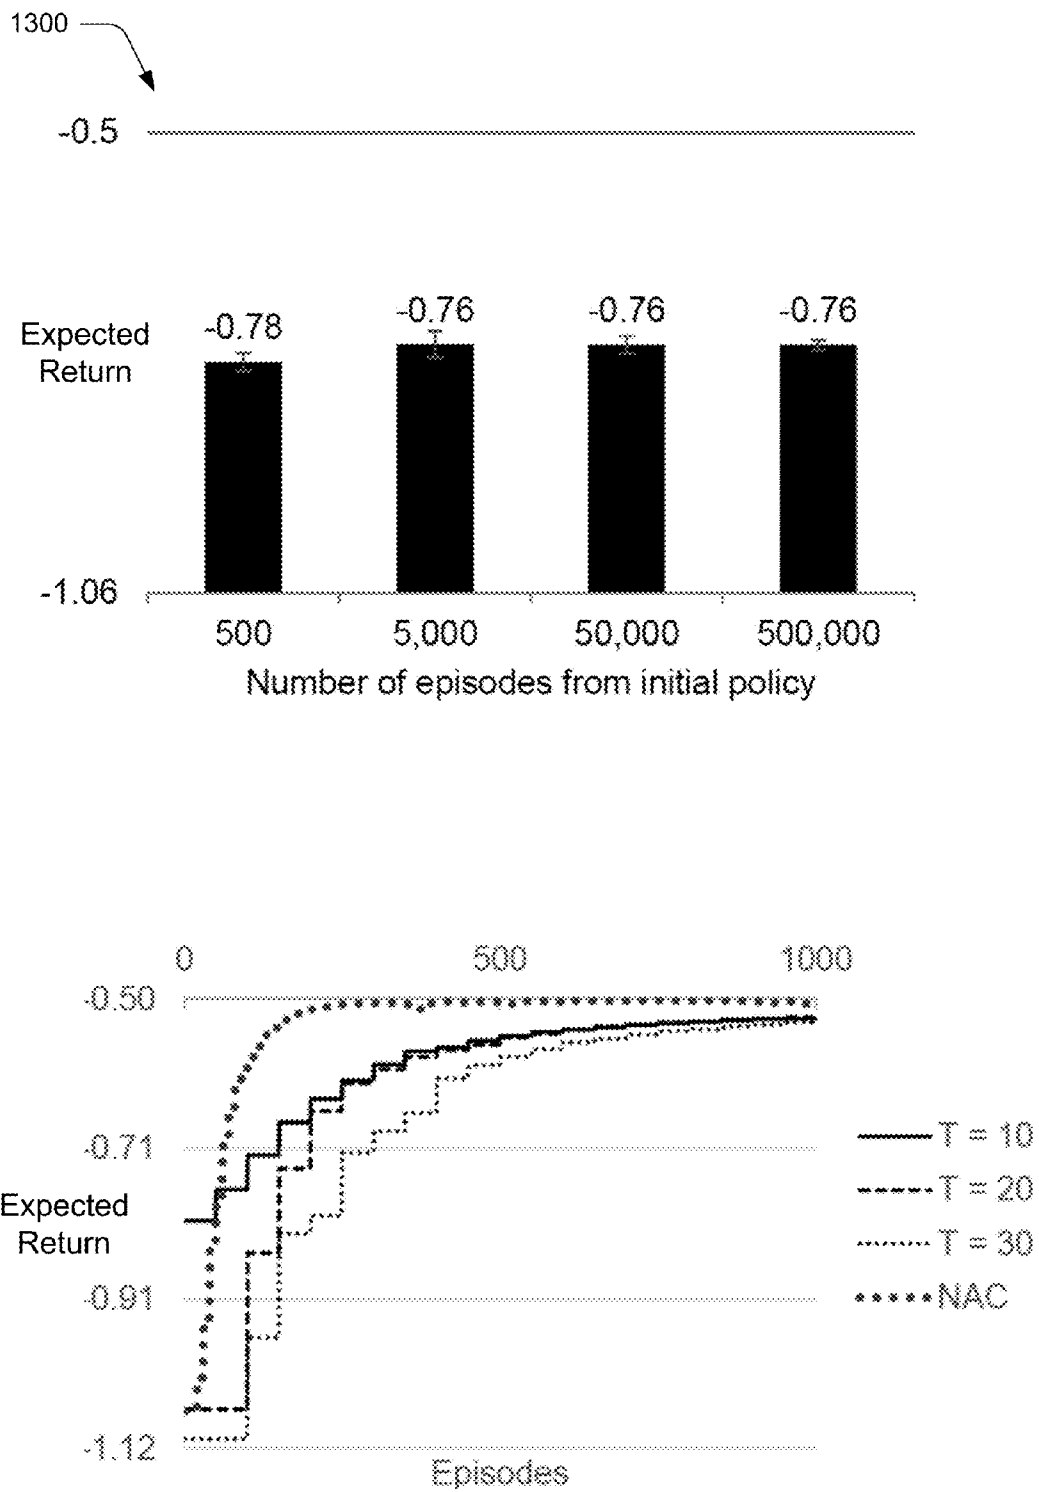 1300
-0.5
-0.78
-0.76
-0.76
-0.76
Expected
Return
-1.06
500
5,000
50,000
500,000
Number of episodes from initial policy
0
500
1000
-0.50
-0.71
Expected
Return
-0.91
-1.12
Episodes
T = 10
T = 20
T = 30
NAC